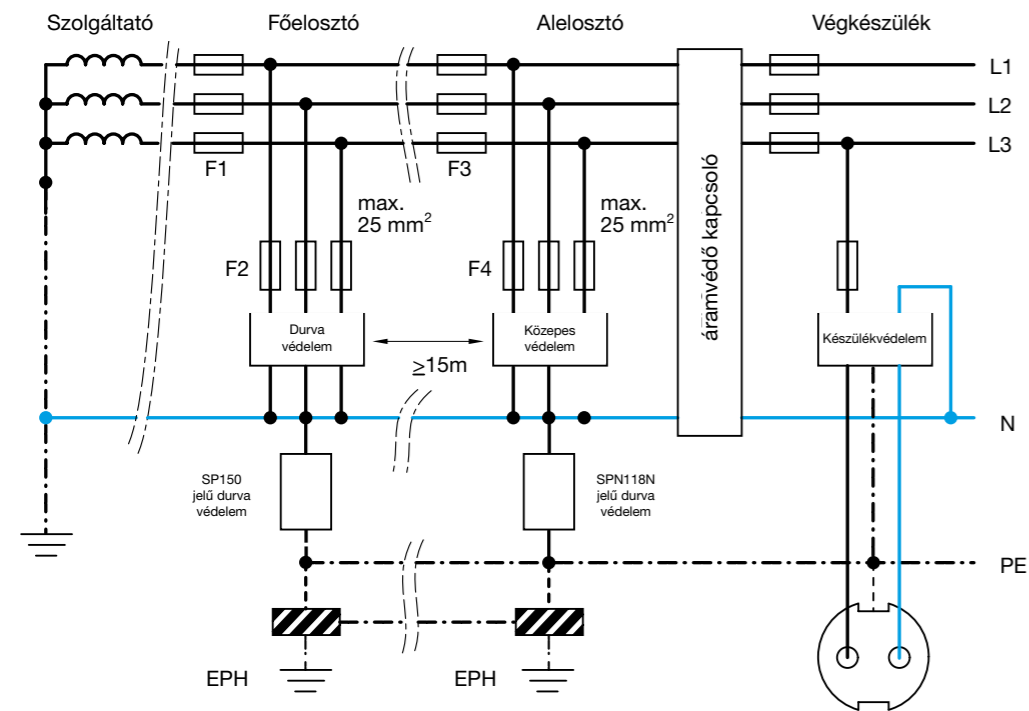 Szolgáltató
Főelosztó
Alelosztó
Végkészülék
L1
L2
L3
F1
F3
max.
25 mm²
max.
25 mm²
F2
F4
áramvédő kapcsoló
Durva
védelem
Közepes
védelem
Készülékvédelem
≥15m
N
SP150
jelű durva
védelem
SPN118N
jelű durva
védelem
PE
EPH
EPH